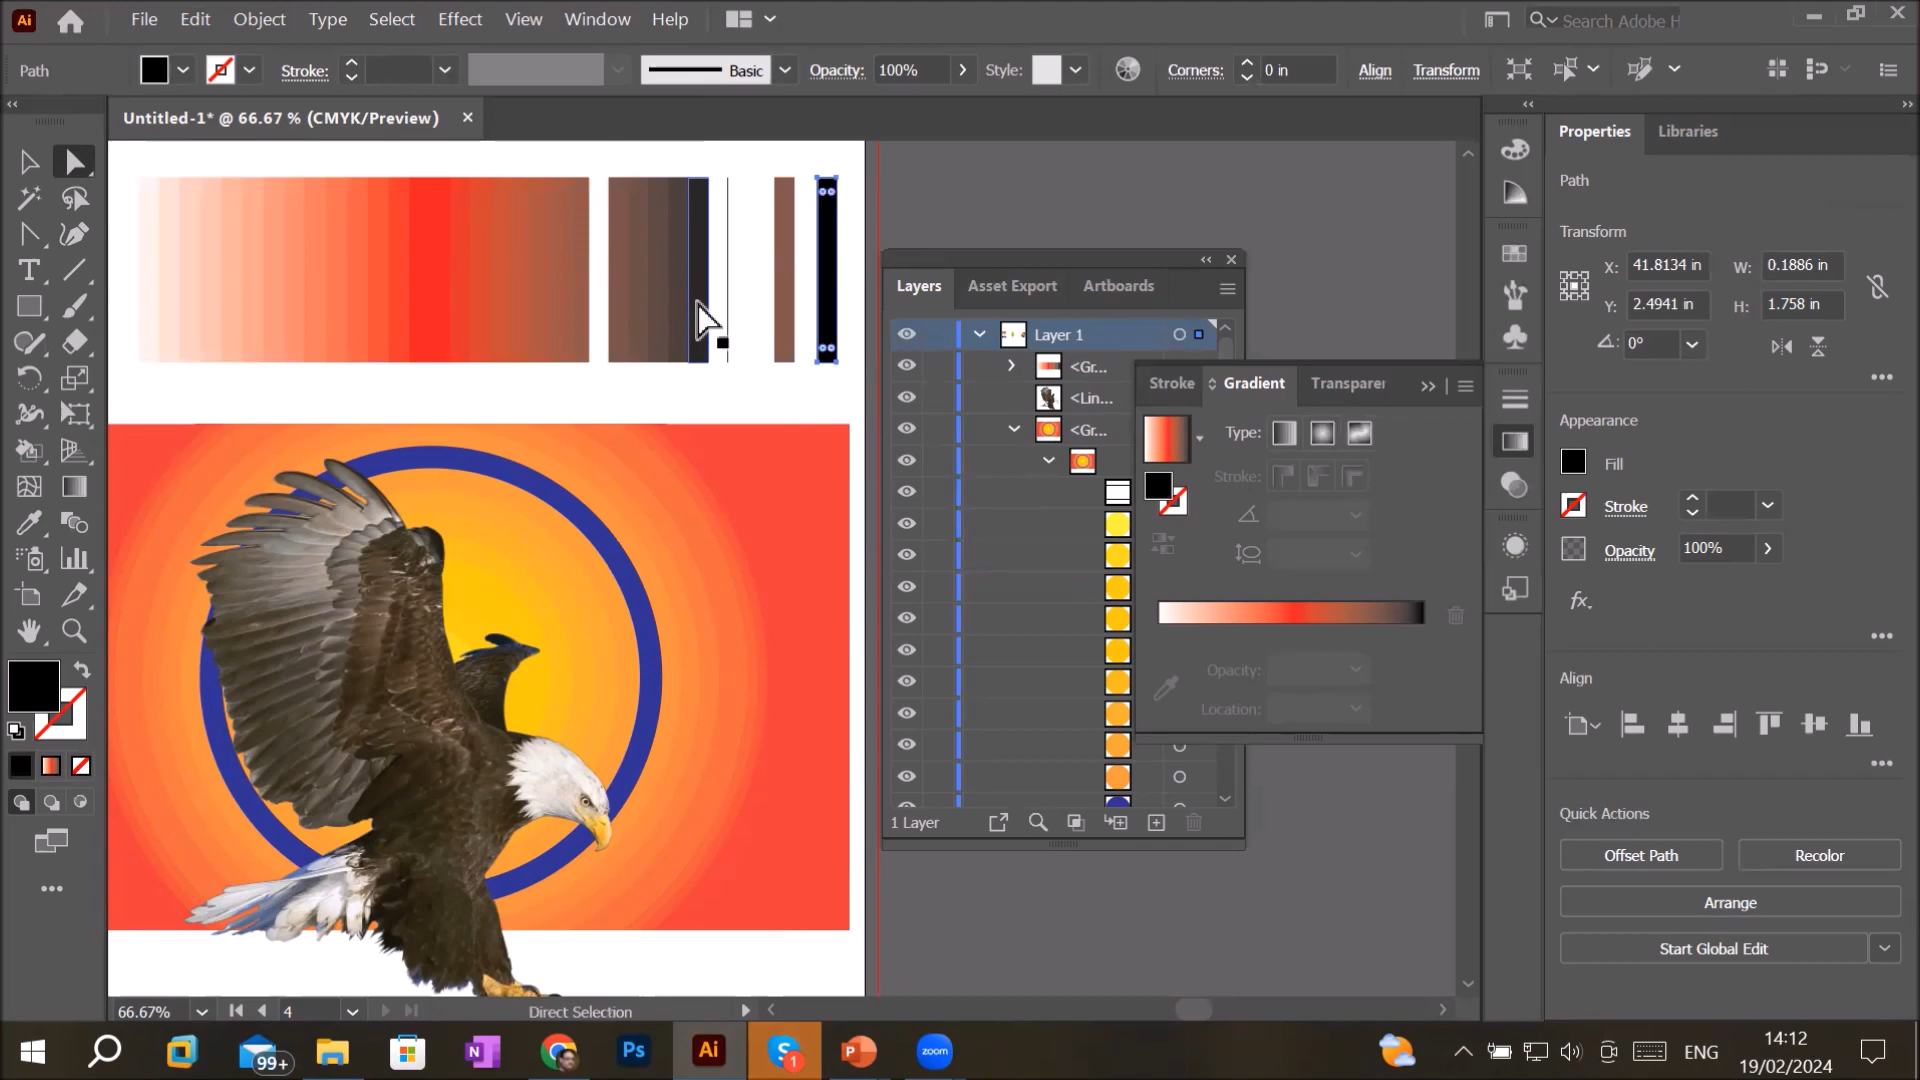 Ai
File Edit Object Type Select Effect View Window Help
Search Adobe
Path
Stroke:
Basic
Opacity: 100%
Style:
Corners: 0 in
Align
Transform
Untitled-1* @ 66.67 % (CMYK/Preview)
Properties Libraries
Path
Transform
X: 41.8134 in W: 0.1886 in
Y: 2.4941 in H: 1.758 in
0°
Appearance
Fill
Stroke
Opacity 100%
fx.
Align
Quick Actions
Offset Path Recolor
Arrange
Start Global Edit
Layers Asset Export Artboards
Layer 1
<Gr...
<Lin...
<Gr...
1 Layer
Stroke Gradient Transparer
Type:
Stroke:
Opacity:
Location:
66.67% 4 Direct Selection
99+ N Ps Ai S 1 P zoom
ENG
14:12
19/02/2024